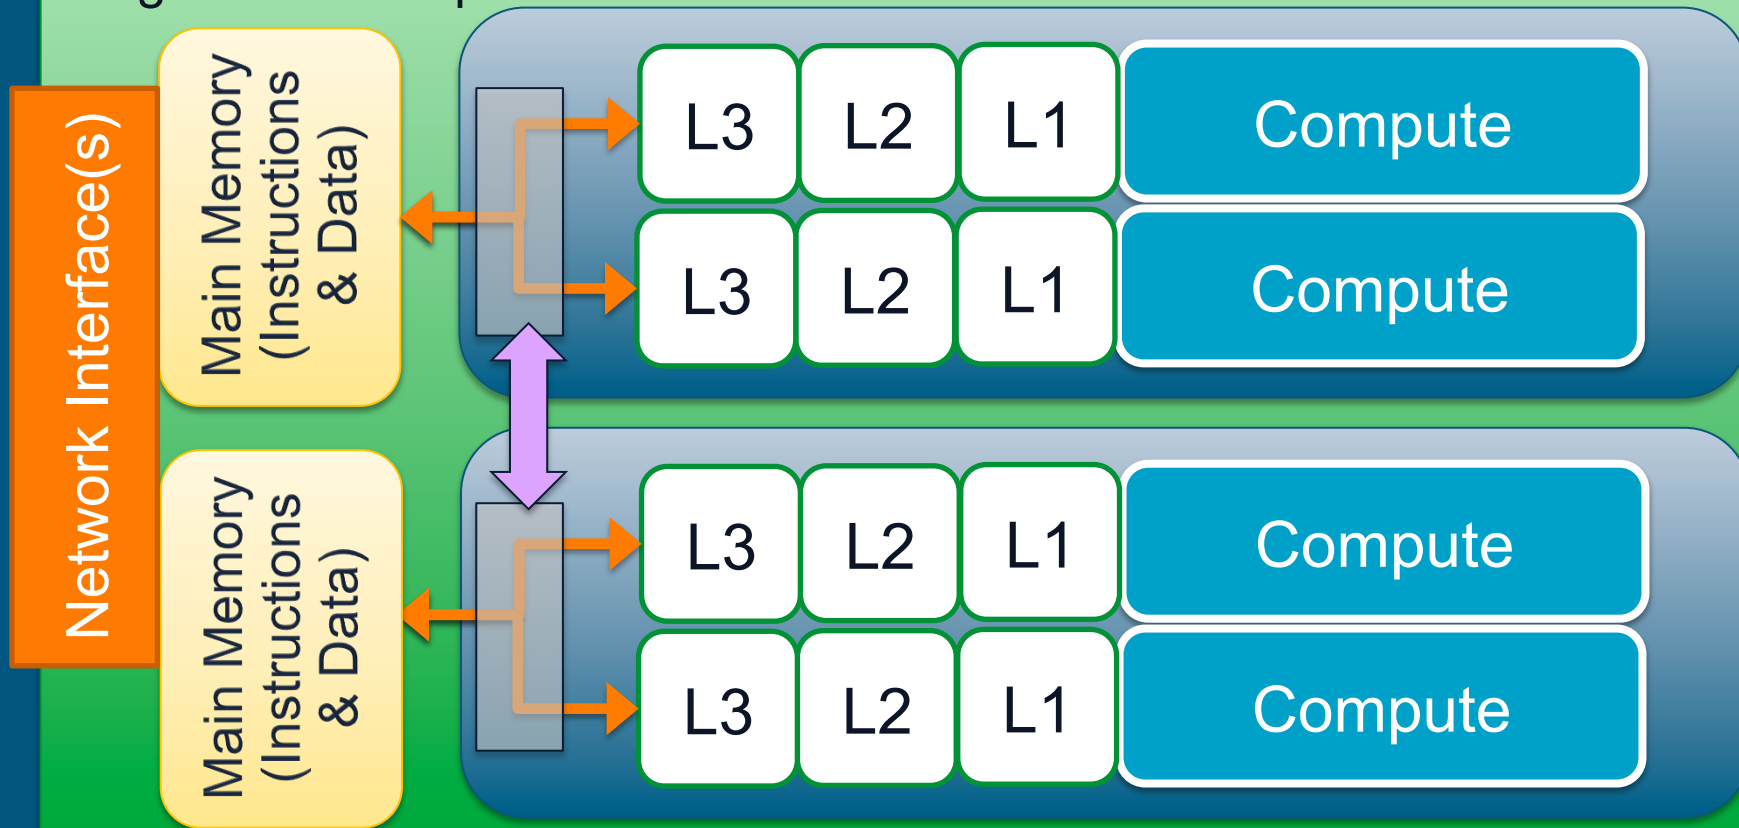 Network Interface(s)
Main Memory
(Instructions
& Data)
L3 L2 L1 Compute
L3 L2 L1 Compute
Main Memory
(Instructions
& Data)
L3 L2 L1 Compute
L3 L2 L1 Compute